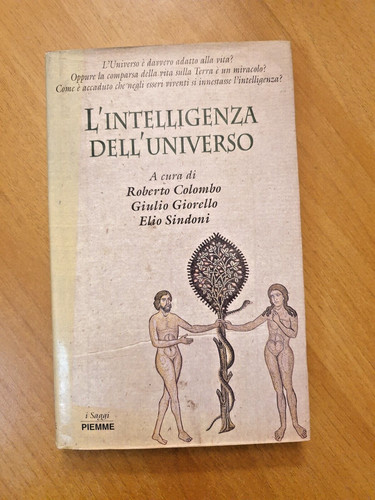 L'Universo è davvero adatto alla vita?
Oppure la comparsa della vita sulla Terra è un miracolo?
Come è accaduto che negli esseri viventi si innestasse l'intelligenza?
L'INTELLIGENZA
DELL'UNIVERSO
A cura di
Roberto Colombo
Giulio Giorello
Elio Sindoni
i Saggi
PIEMME